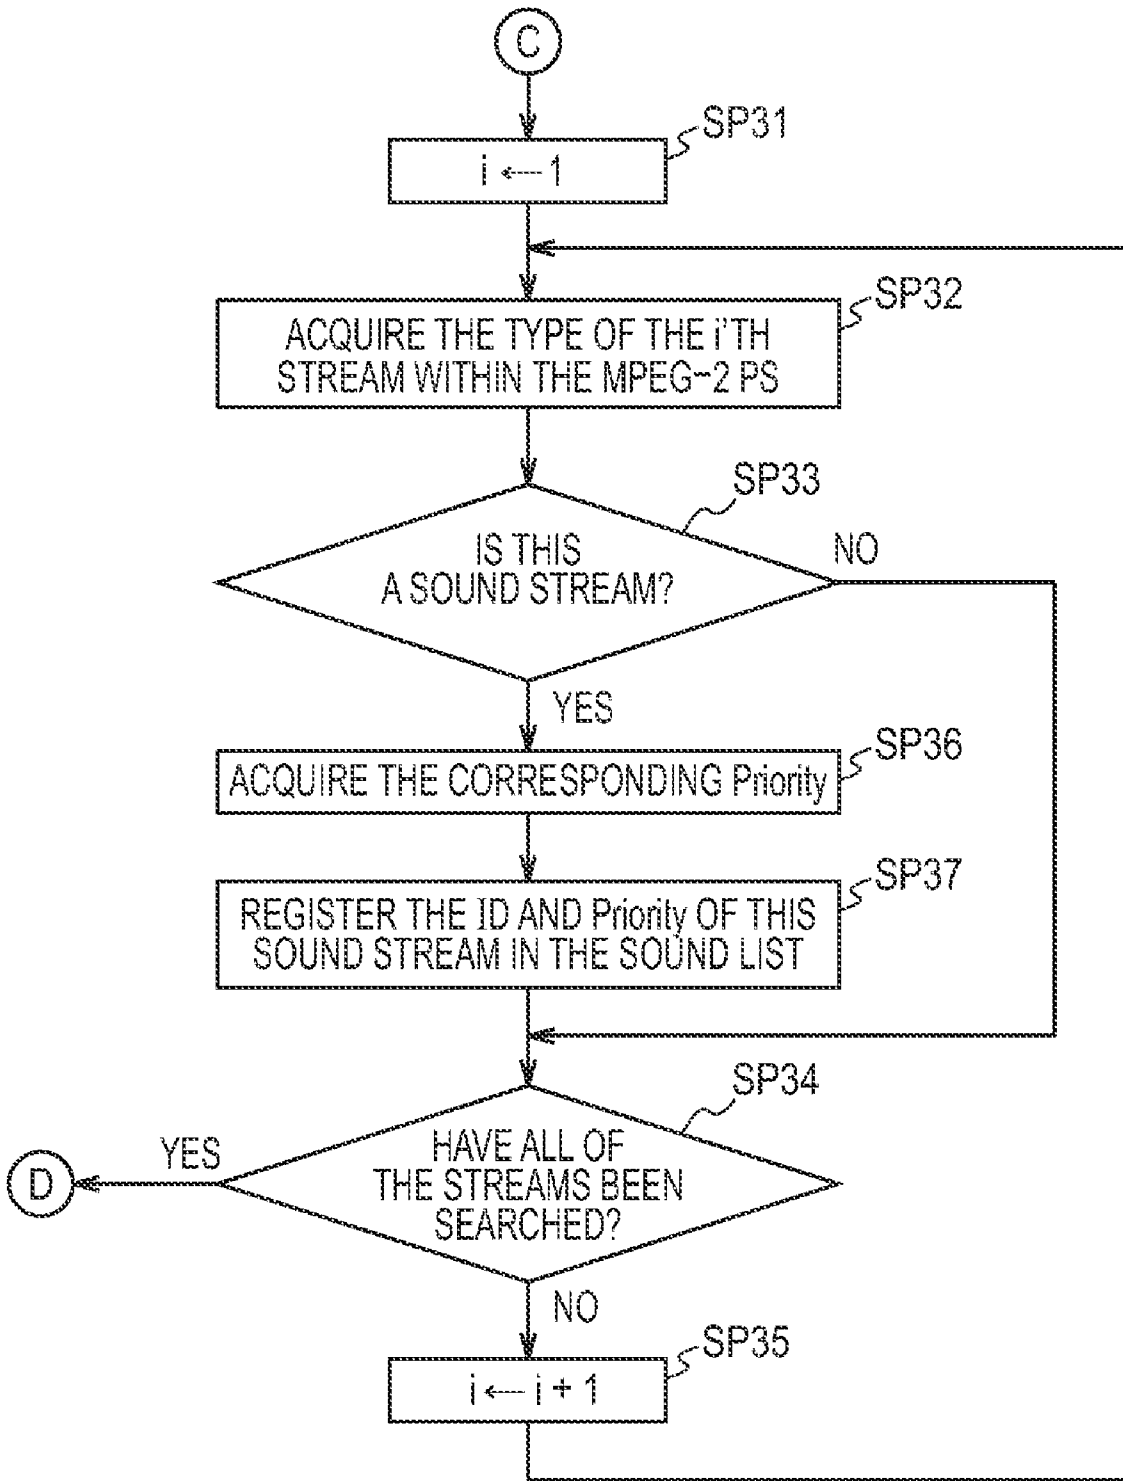 C
SP31
i ← 1
SP32
ACQUIRE THE TYPE OF THE i'TH
STREAM WITHIN THE MPEG-2 PS
SP33
IS THIS
A SOUND STREAM?
NO
YES
SP36
ACQUIRE THE CORRESPONDING Priority
SP37
REGISTER THE ID AND Priority OF THIS
SOUND STREAM IN THE SOUND LIST
SP34
HAVE ALL OF
THE STREAMS BEEN
SEARCHED?
YES
D
NO
SP35
i ← i + 1